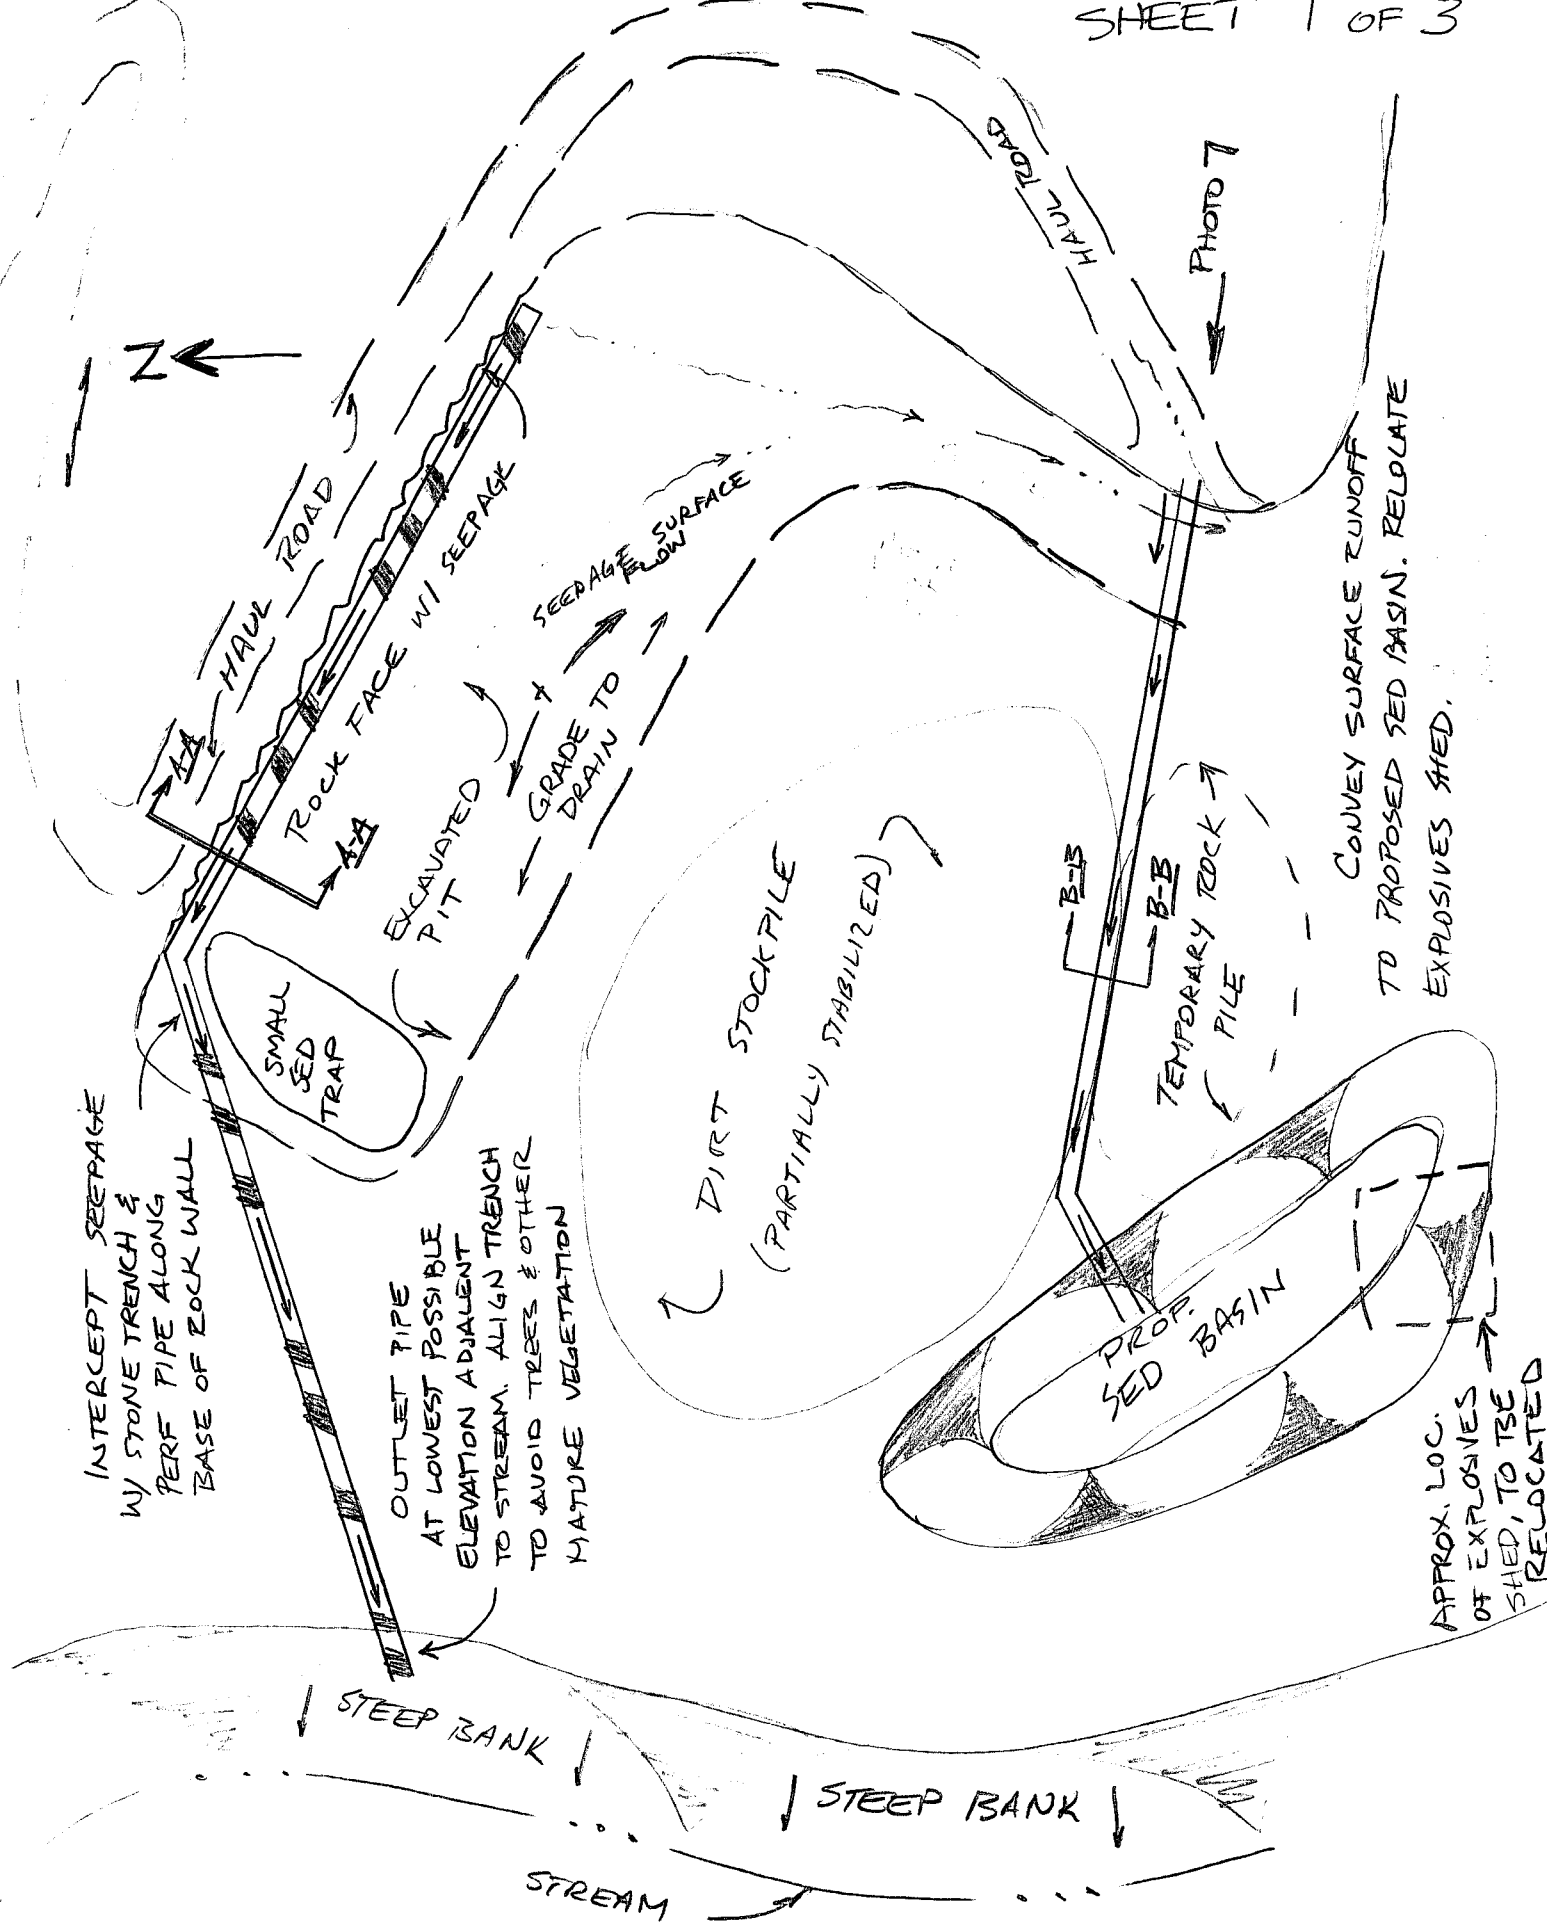 SHEET 1 OF 3
HAUL ROAD
PHOTO 7
N
HAUL ROAD
A-A
A-A
ROCK FACE W/ SEEPAGE
SEEPAGE SURFACE
FLOW
GRADE TO
DRAIN
EXCAVATED
PIT
SMALL
SED
TRAP
INTERCEPT SEEPAGE
W/ STONE TRENCH &
PERF PIPE ALONG
BASE OF ROCK WALL
OUTLET PIPE
AT LOWEST POSSIBLE
ELEVATION ADJACENT
TO STREAM. ALIGN TRENCH
TO AVOID TREES & OTHER
MATURE VEGETATION
DIRT STOCKPILE
(PARTIALLY STABILIZED)
B-B
B-B
TEMPORARY ROCK
PILE
CONVEY SURFACE RUNOFF
TO PROPOSED SED BASIN. RELOCATE
EXPLOSIVES SHED.
PROP.
SED BASIN
APPROX. LOC.
OF EXPLOSIVES
SHED, TO BE
RELOCATED
STEEP BANK
STEEP BANK
STREAM